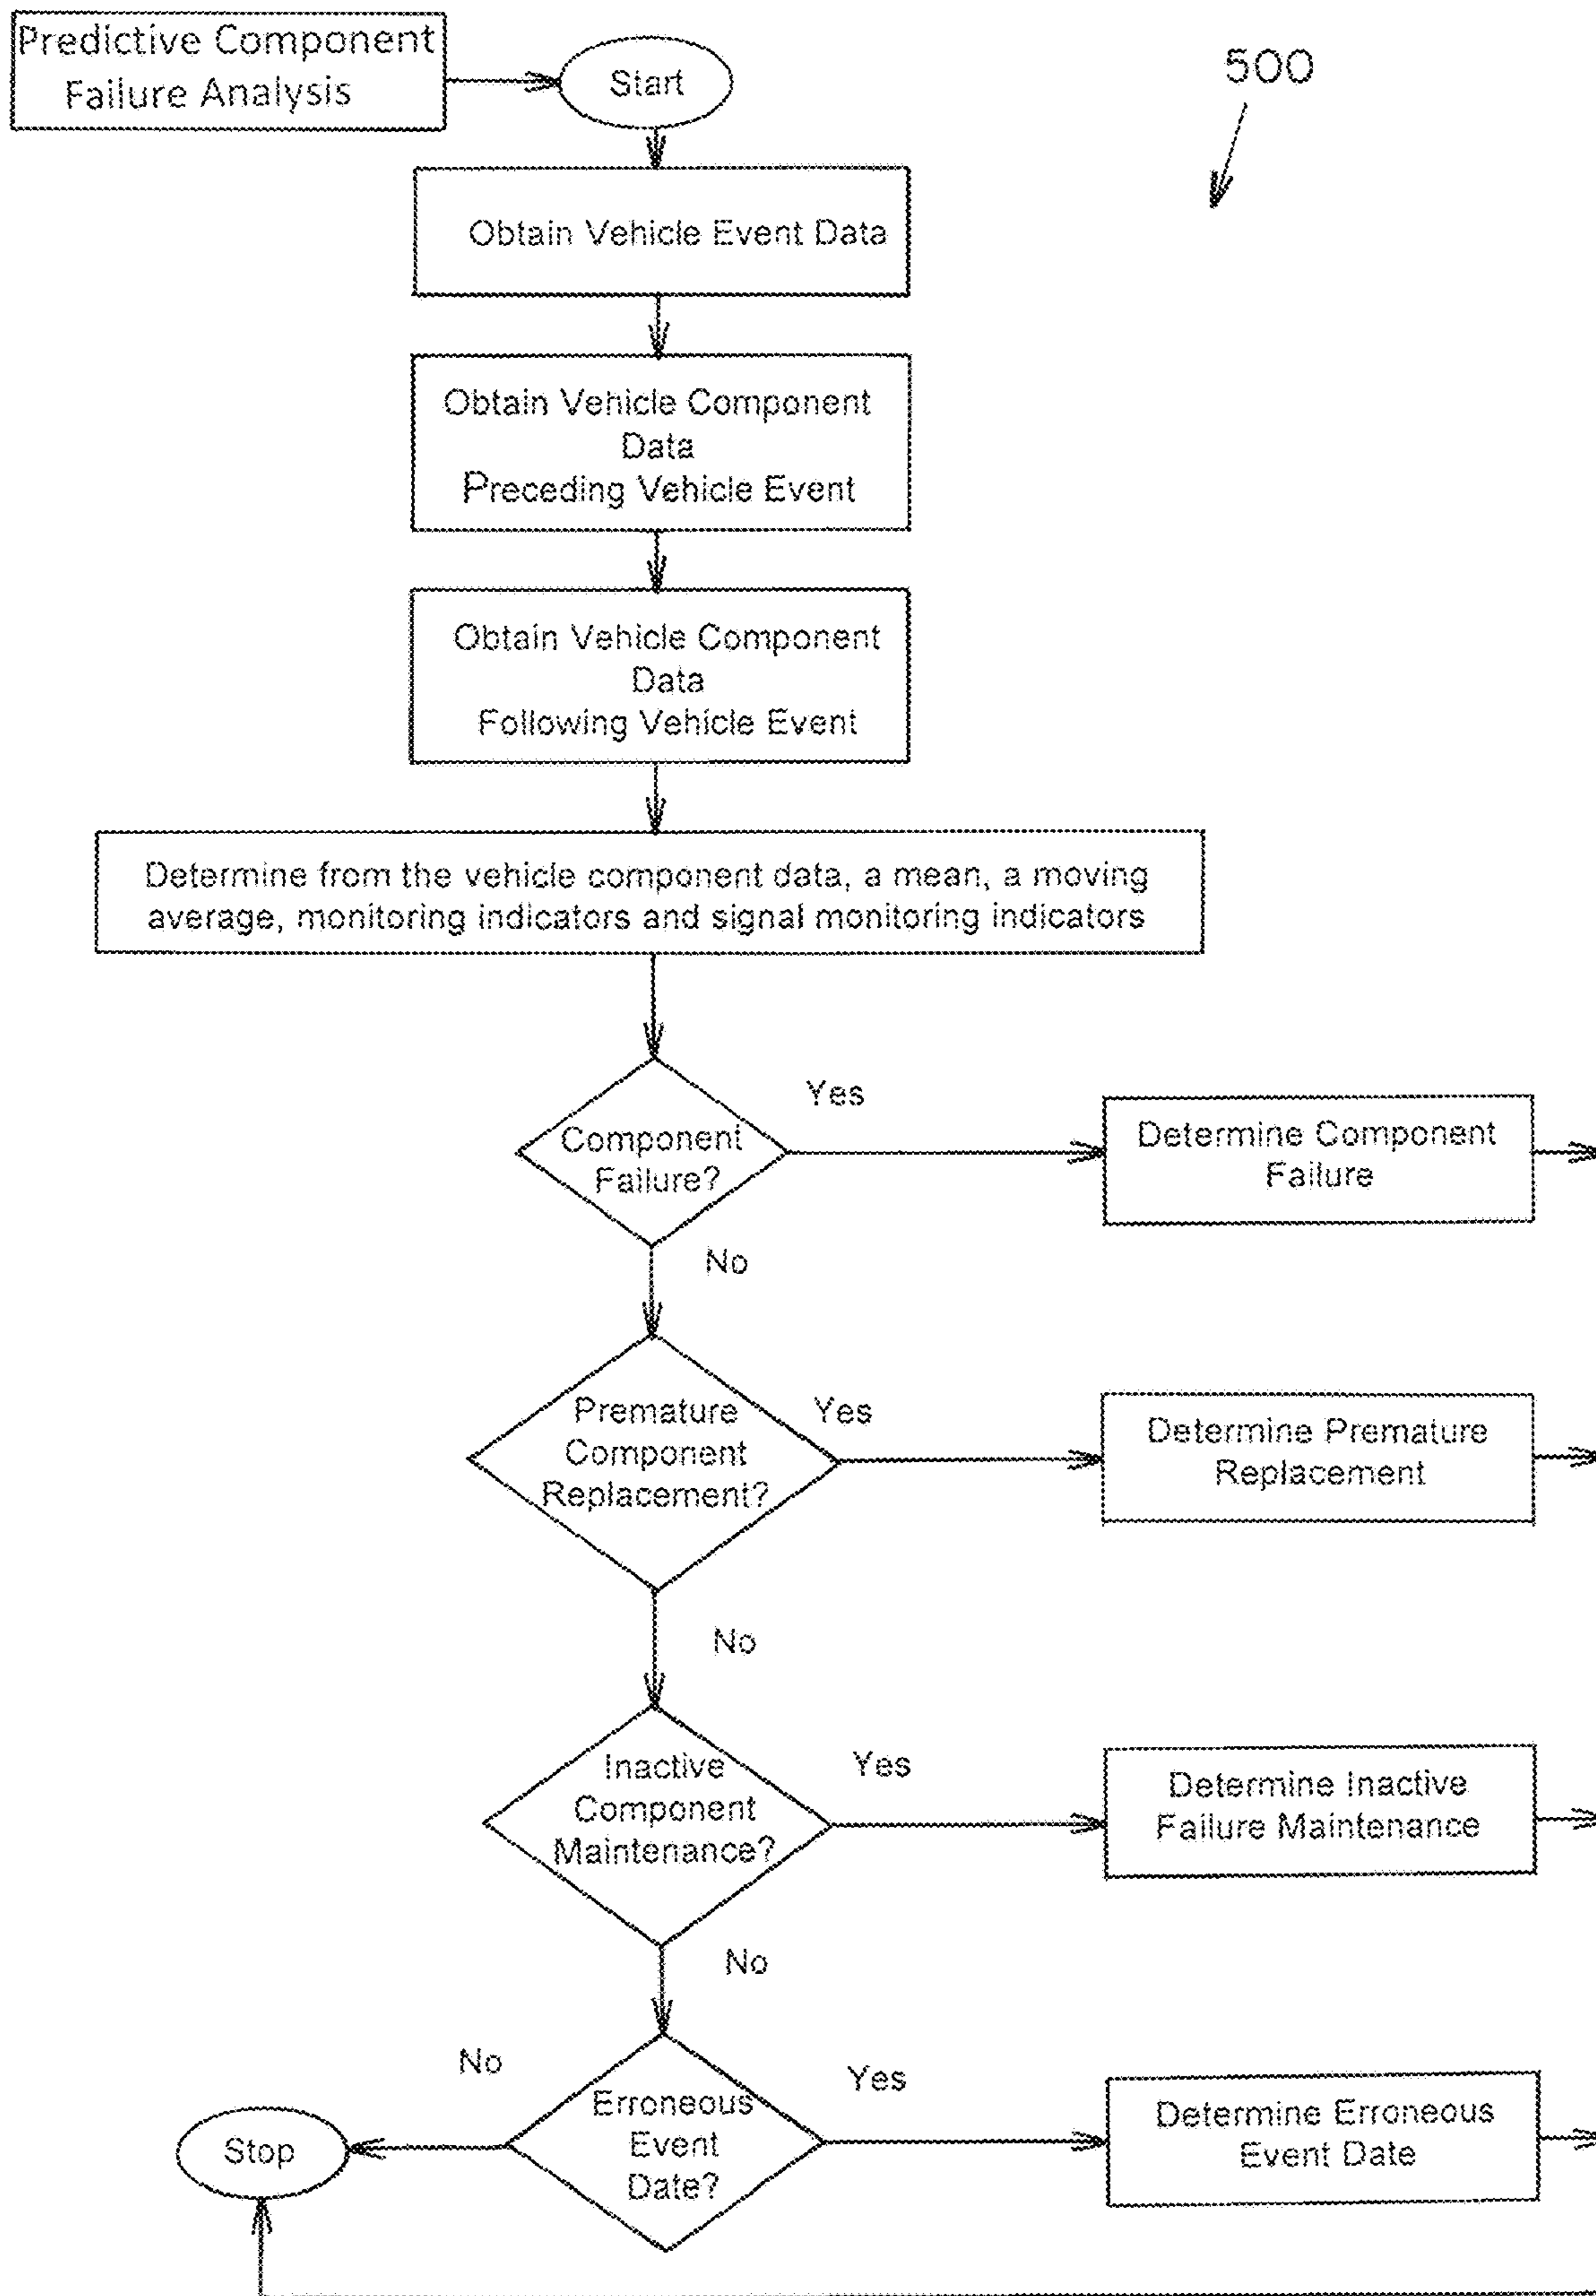 Predictive Component
Failure Analysis
Start
500
Obtain Vehicle Event Data
Obtain Vehicle Component
Data
Preceding Vehicle Event
Obtain Vehicle Component
Data
Following Vehicle Event
Determine from the vehicle component data, a mean, a moving
average, monitoring indicators and signal monitoring indicators
Component
Failure?
Yes
Determine Component
Failure
No
Premature
Component
Replacement?
Yes
Determine Premature
Replacement
No
Inactive
Component
Maintenance?
Yes
Determine Inactive
Failure Maintenance
No
Erroneous
Event
Date?
Yes
Determine Erroneous
Event Date
No
Stop